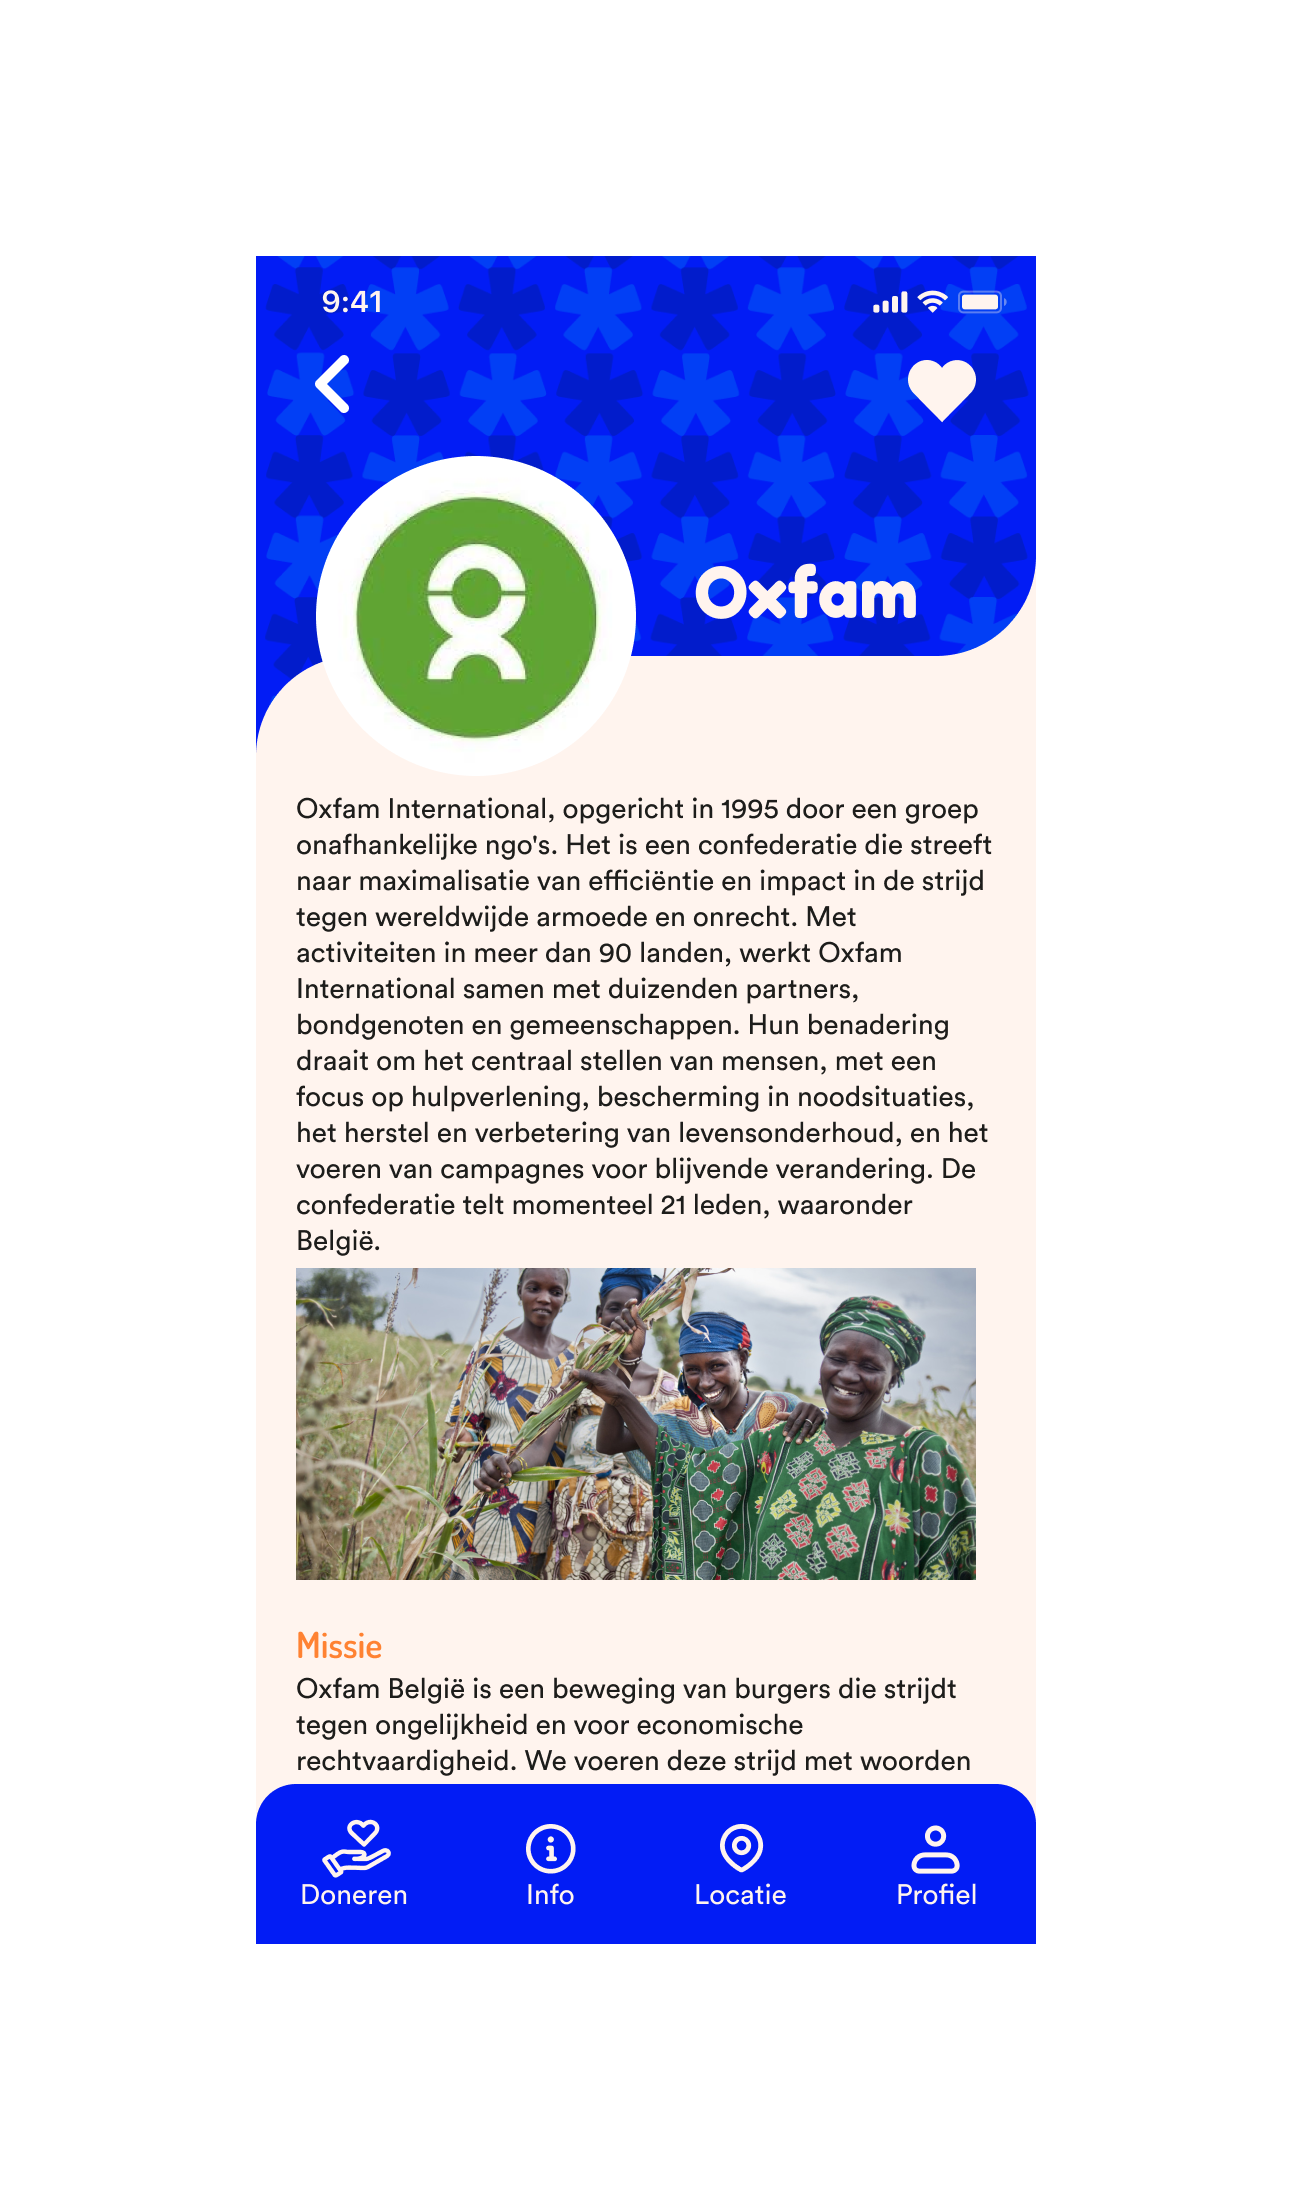 9:41
Oxfam
Oxfam International, opgericht in 1995 door een groep
onafhankelijke ngo's. Het is een confederatie die streeft
naar maximalisatie van efficiëntie en impact in de strijd
tegen wereldwijde armoede en onrecht. Met
activiteiten in meer dan 90 landen, werkt Oxfam
International samen met duizenden partners,
bondgenoten en gemeenschappen. Hun benadering
draait om het centraal stellen van mensen, met een
focus op hulpverlening, bescherming in noodsituaties,
het herstel en verbetering van levensonderhoud, en het
voeren van campagnes voor blijvende verandering. De
confederatie telt momenteel 21 leden, waaronder
België.
Missie
Oxfam België is een beweging van burgers die strijdt
tegen ongelijkheid en voor economische
rechtvaardigheid. We voeren deze strijd met woorden
Doneren
Info
Locatie
Profiel